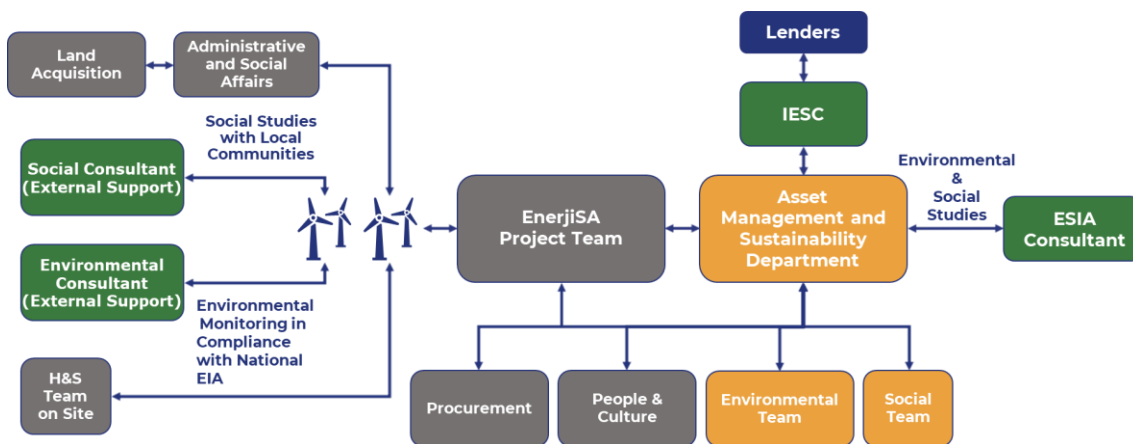 Lenders
Land
Acquisition
Administrative
and Social
Affairs
IESC
Social Studies
with Local
Communities
Social Consultant
(External Support)
Environmental
&
Social
Studies
EnerjiSA
Project Team
Asset
Management and
Sustainability
Department
ESIA
Consultant
Environmental
Consultant
(External Support)
Environmental
Monitoring in
Compliance
with National
EIA
H&S
Team
on Site
Procurement
People &
Culture
Environmental
Team
Social
Team